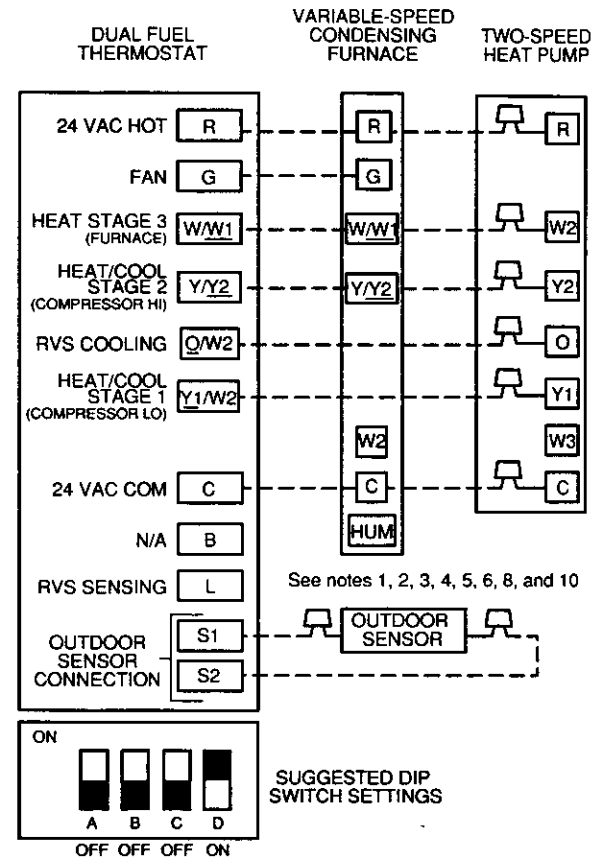 DUAL FUEL
THERMOSTAT
VARIABLE-SPEED
CONDENSING
FURNACE
TWO-SPEED
HEAT PUMP
24 VAC HOT R R R
FAN G G
HEAT STAGE 3
(FURNACE)
W/W1 W/W1 W2
HEAT/COOL
STAGE 2
(COMPRESSOR HI)
Y/Y2 Y/Y2 Y2
RVS COOLING O/W2 O
HEAT/COOL
STAGE 1
(COMPRESSOR LO)
Y1/W2 Y1
W2 W3
24 VAC COM C C C
N/A B HUM
RVS SENSING L
See notes 1, 2, 3, 4, 5, 6, 8, and 10
OUTDOOR
SENSOR
CONNECTION
S1
S2
OUTDOOR
SENSOR
ON
A B C D
OFF OFF OFF ON
SUGGESTED DIP
SWITCH SETTINGS